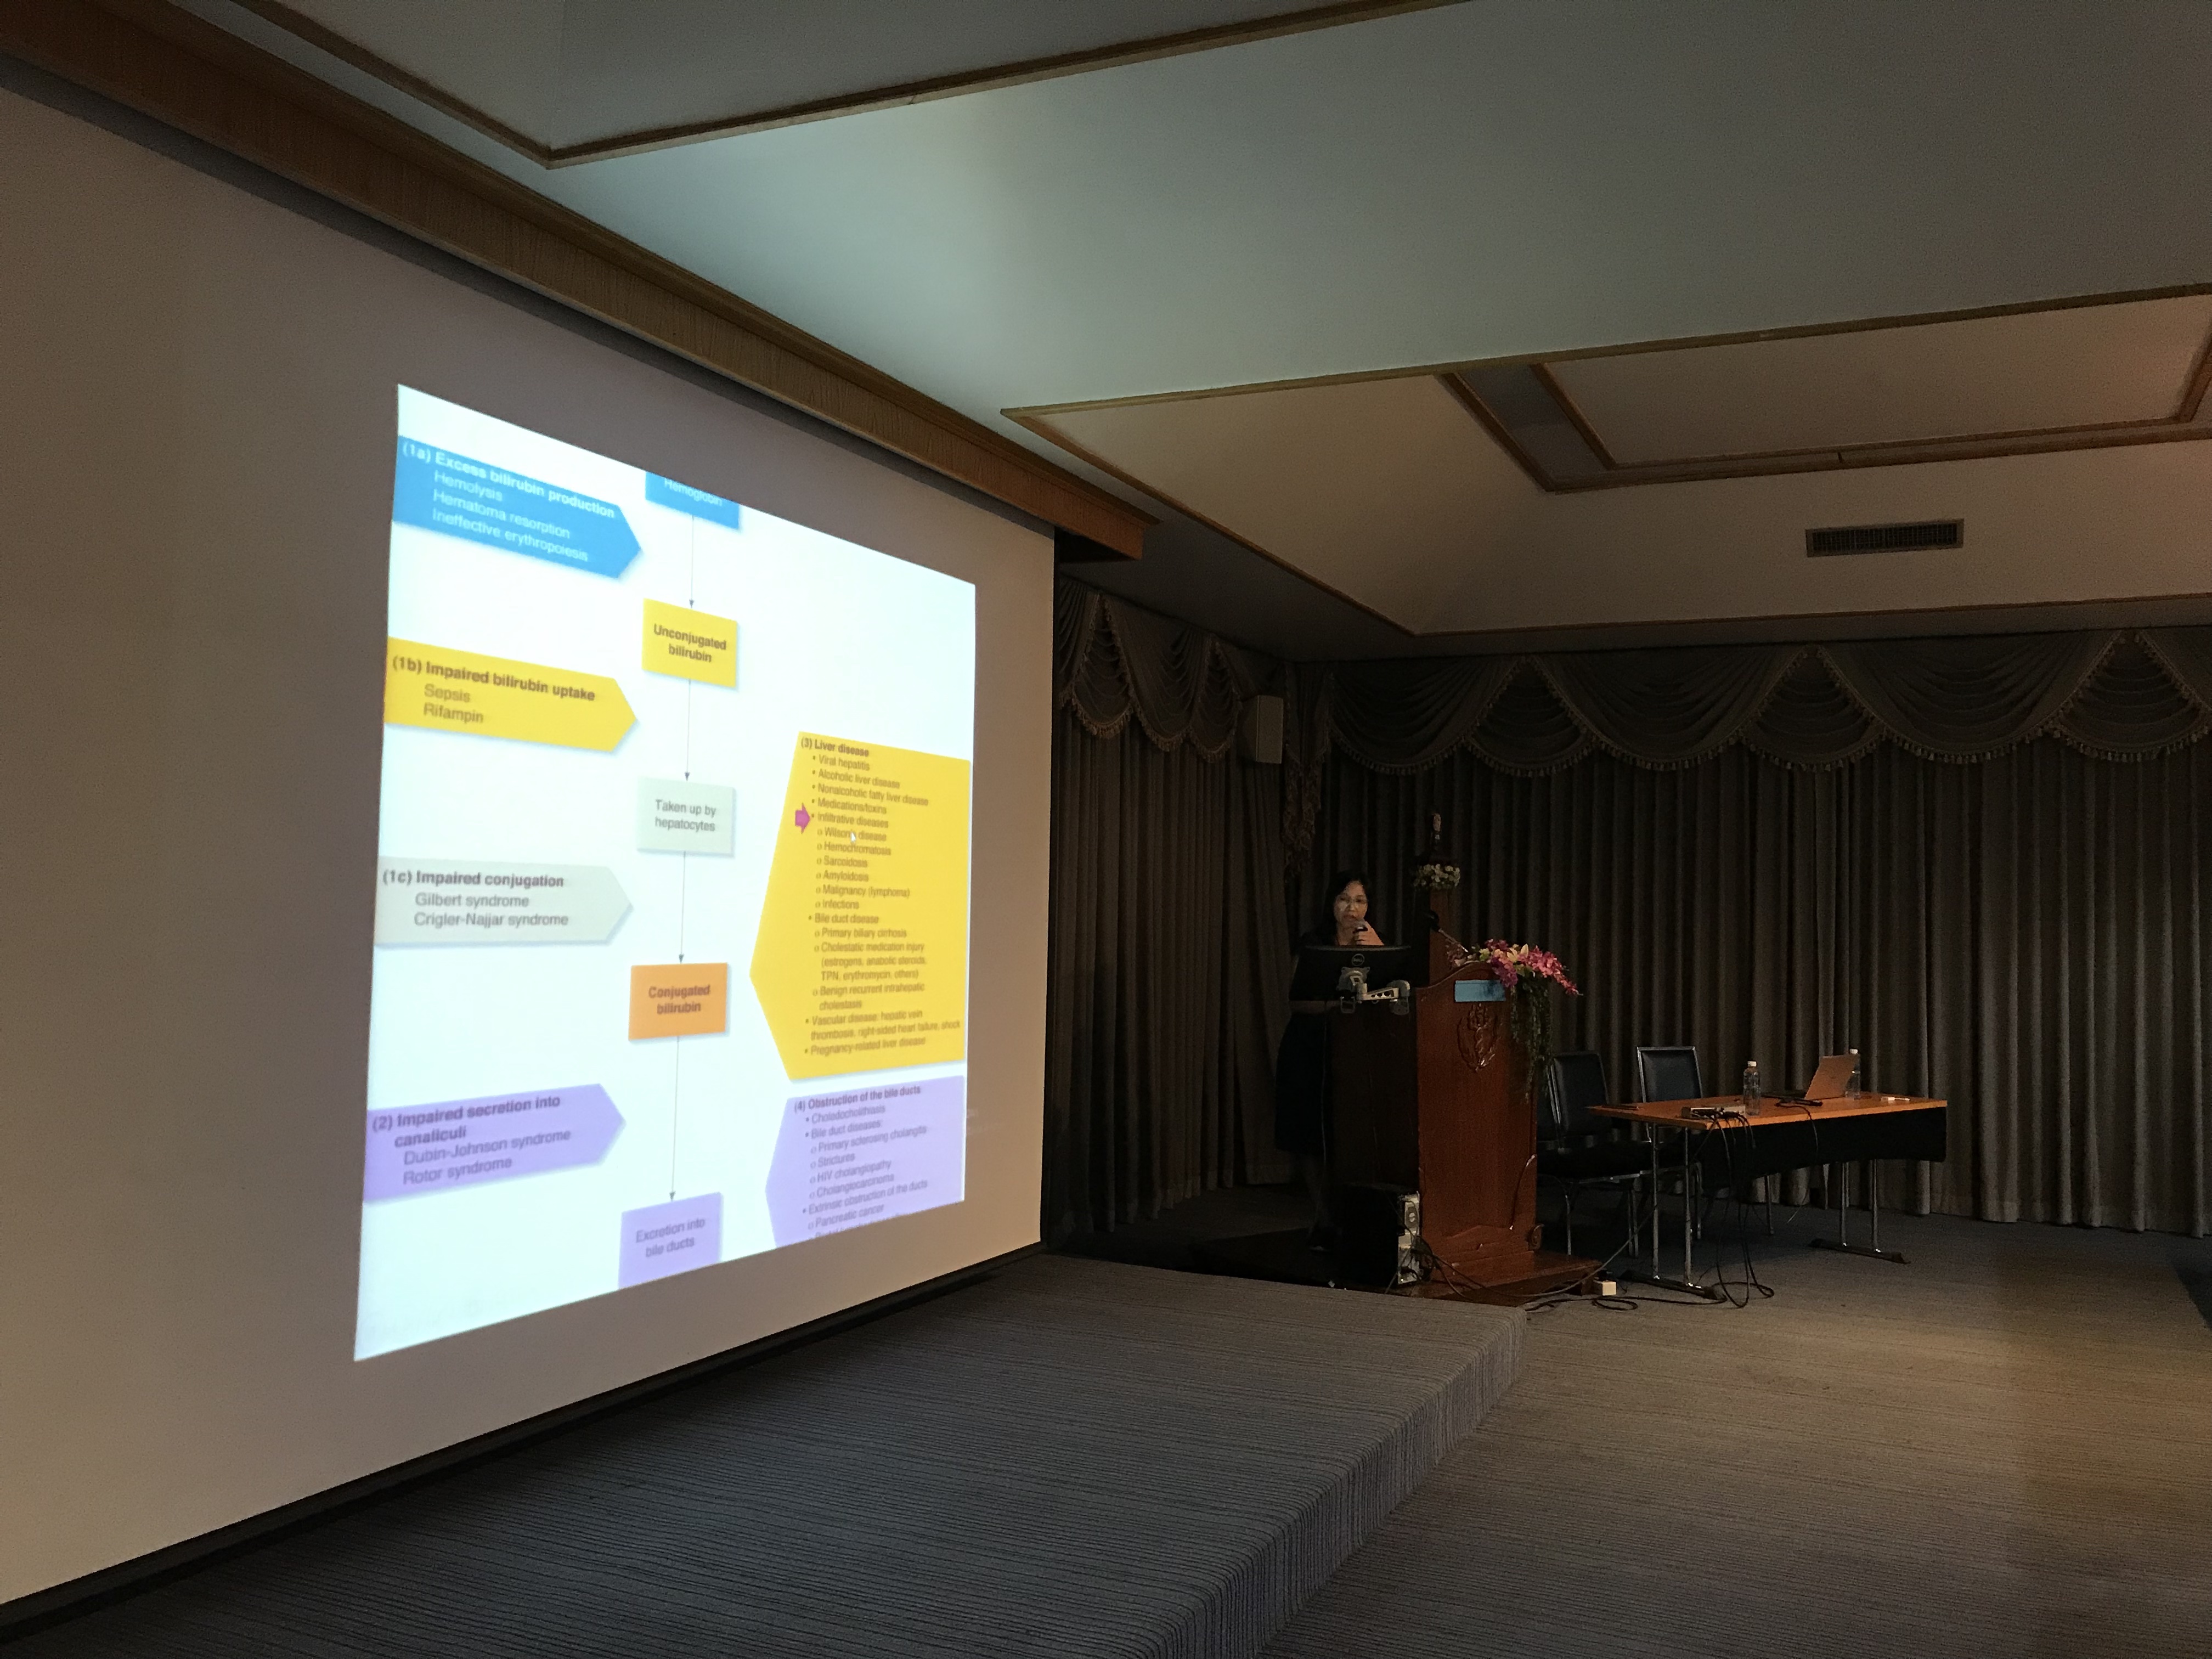 (1a) Excess bilirubin production
Hemolysis
Hematoma resorption
Ineffective erythropoiesis
Hemoglobin
Unconjugated
bilirubin
(1b) Impaired bilirubin uptake
Sepsis
Rifampin
Taken up by
hepatocytes
(1c) Impaired conjugation
Gilbert syndrome
Crigler-Najjar syndrome
Conjugated
bilirubin
(2) Impaired secretion into
canaliculi
Dubin-Johnson syndrome
Rotor syndrome
Excretion into
bile ducts
(3) Liver disease
• Viral hepatitis
• Alcoholic liver disease
• Nonalcoholic fatty liver disease
• Medications/toxins
• Infiltrative diseases
o Wilson's disease
o Hemochromatosis
o Sarcoidosis
o Amyloidosis
o Malignancy (lymphoma)
o Infections
• Bile duct disease
o Primary biliary cirrhosis
o Cholestatic medication injury
(estrogens, anabolic steroids,
TPN, erythromycin, others)
o Benign recurrent intrahepatic
cholestasis
• Vascular disease: hepatic vein
thrombosis, right-sided heart failure, shock
• Pregnancy-related liver disease
(4) Obstruction of the bile ducts
• Choledocholithiasis
• Bile duct diseases:
o Primary sclerosing cholangitis
o Strictures
o HIV cholangiopathy
o Cholangiocarcinoma
• Extrinsic obstruction of the ducts
o Pancreatic cancer
DELL